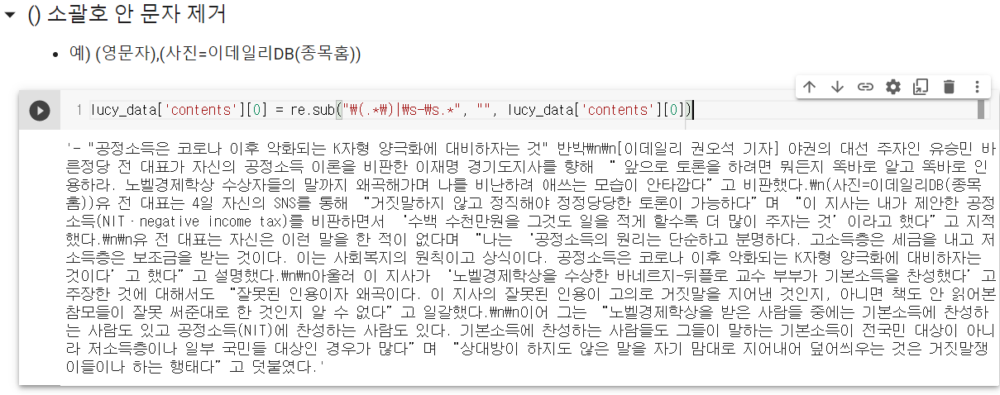 () 소괄호 안 문자 제거
• 예) (영문자),(사진=이데일리DB(종목홈))
1 lucy_data['contents'][0] = re.sub("₩(.*₩)|₩s-₩s.*", "", lucy_data['contents'][0])
'- "공정소득은 코로나 이후 악화되는 K자형 양극화에 대비하자는 것" 반박₩n₩n[이데일리 권오석 기자] 야권의 대선 주자인 유승민 바
른정당 전 대표가 자신의 공정소득 이론을 비판한 이재명 경기도지사를 향해 “ 앞으로 토론을 하려면 뭐든지 똑바로 알고 똑바로 인
용하라. 노벨경제학상 수상자들의 말까지 왜곡해가며 나를 비난하려 애쓰는 모습이 안타깝다”고 비판했다.₩n(사진=이데일리DB(종목
홈))유 전 대표는 4일 자신의 SNS를 통해 “거짓말하지 않고 정직해야 정정당당한 토론이 가능하다”며 “이 지사는 내가 제안한 공정
소득(NIT·negative income tax)를 비판하면서 ‘수백 수천만원을 그것도 일을 적게 할수록 더 많이 주자는 것’이라고 했다”고 지적
했다.₩n₩n유 전 대표는 자신은 이런 말을 한 적이 없다며 “나는 ‘공정소득의 원리는 단순하고 분명하다. 고소득층은 세금을 내고 저
소득층은 보조금을 받는 것이다. 이는 사회복지의 원칙이고 상식이다. 공정소득은 코로나 이후 악화되는 K자형 양극화에 대비하자는
것이다’고 했다”고 설명했다.₩n₩n아울러 이 지사가 ‘노벨경제학상을 수상한 바네르지-뒤플로 교수 부부가 기본소득을 찬성했다’고
주장한 것에 대해서도 “잘못된 인용이자 왜곡이다. 이 지사의 잘못된 인용이 고의로 거짓말을 지어낸 것인지, 아니면 책도 안 읽어본
참모들이 잘못 써준대로 한 것인지 알 수 없다”고 일갈했다.₩n₩n이어 그는 “노벨경제학상을 받은 사람들 중에는 기본소득에 찬성하
는 사람도 있고 공정소득(NIT)에 찬성하는 사람도 있다. 기본소득에 찬성하는 사람들도 그들이 말하는 기본소득이 전국민 대상이 아니
라 저소득층이나 일부 국민들 대상인 경우가 많다”며 “상대방이 하지도 않은 말을 자기 맘대로 지어내어 덮어씌우는 것은 거짓말쟁
이들이나 하는 행태다”고 덧붙였다.'